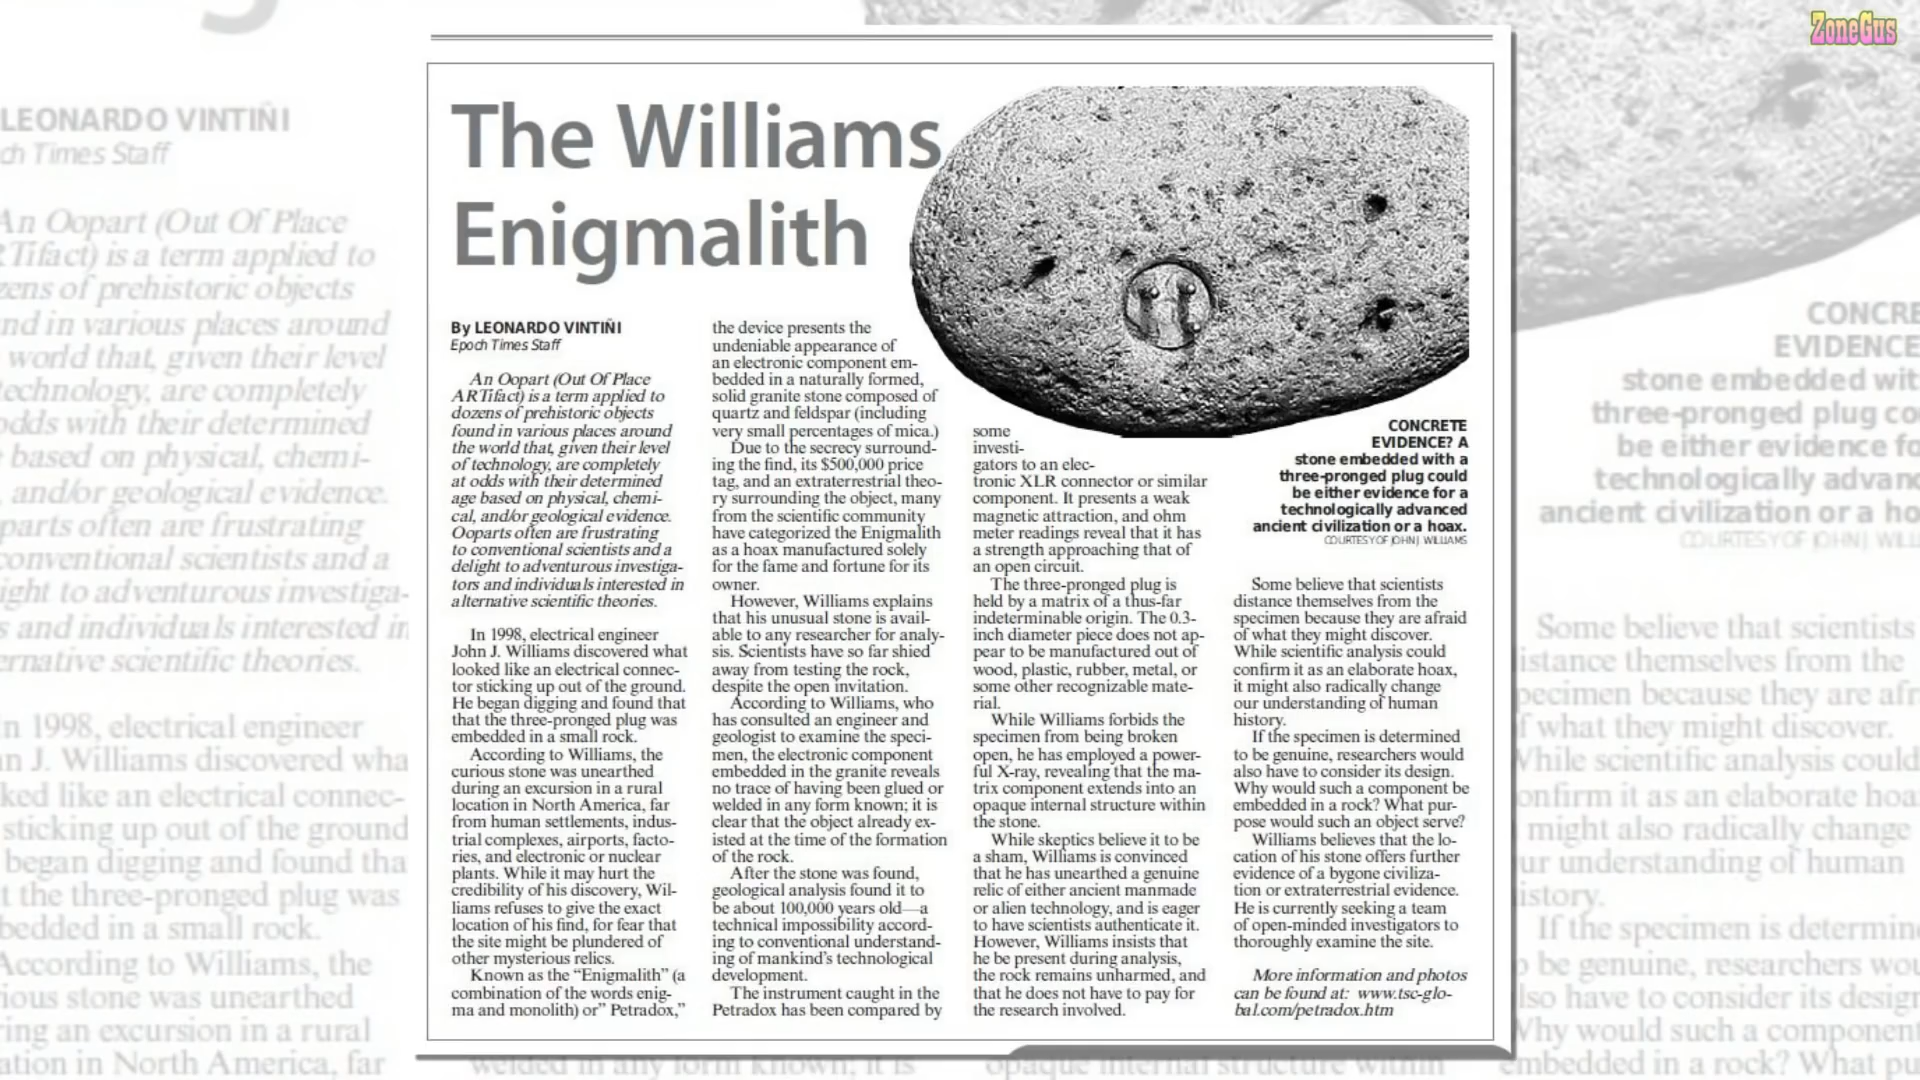 ZoneGus
The Williams
Enigmalith
By LEONARDO VINTIÑI
Epoch Times Staff
An Oopart (Out Of Place
ARTifact) is a term applied to
dozens of prehistoric objects
found in various places around
the world that, given their level
of technology, are completely
at odds with their determined
age based on physical, chemi-
cal, and/or geological evidence.
Ooparts often are frustrating
to conventional scientists and a
delight to adventurous investiga-
tors and individuals interested in
alternative scientific theories.
In 1998, electrical engineer
John J. Williams discovered what
looked like an electrical connec-
tor sticking up out of the ground.
He began digging and found that
that the three-pronged plug was
embedded in a small rock.
According to Williams, the
curious stone was unearthed
during an excursion in a rural
location in North America, far
from human settlements, indus-
trial complexes, airports, facto-
ries, and electronic or nuclear
plants. While it may hurt the
credibility of his discovery, Wil-
liams refuses to give the exact
location of his find, for fear that
the site might be plundered of
other mysterious relics.
Known as the “Enigmalith” (a
combination of the words enig-
ma and monolith) or” Petradox,”
the device presents the
undeniable appearance of
an electronic component em-
bedded in a naturally formed,
solid granite stone composed of
quartz and feldspar (including
very small percentages of mica.)
Due to the secrecy surround-
ing the find, its $500,000 price
tag, and an extraterrestrial theo-
ry surrounding the object, many
from the scientific community
have categorized the Enigmalith
as a hoax manufactured solely
for the fame and fortune for its
owner.
However, Williams explains
that his unusual stone is avail-
able to any researcher for analy-
sis. Scientists have so far shied
away from testing the rock,
despite the open invitation.
According to Williams, who
has consulted an engineer and
geologist to examine the speci-
men, the electronic component
embedded in the granite reveals
no trace of having been glued or
welded in any form known; it is
clear that the object already ex-
isted at the time of the formation
of the rock.
After the stone was found,
geological analysis found it to
be about 100,000 years old—a
technical impossibility accord-
ing to conventional understand-
ing of mankind’s technological
development.
The instrument caught in the
Petradox has been compared by
some
investi-
gators to an elec-
tronic XLR connector or similar
component. It presents a weak
magnetic attraction, and ohm
meter readings reveal that it has
a strength approaching that of
an open circuit.
The three-pronged plug is
held by a matrix of a thus-far
indeterminable origin. The 0.3-
inch diameter piece does not ap-
pear to be manufactured out of
wood, plastic, rubber, metal, or
some other recognizable mate-
rial.
While Williams forbids the
specimen from being broken
open, he has employed a power-
ful X-ray, revealing that the ma-
trix component extends into an
opaque internal structure within
the stone.
While skeptics believe it to be
a sham, Williams is convinced
that he has unearthed a genuine
relic of either ancient manmade
or alien technology, and is eager
to have scientists authenticate it.
However, Williams insists that
he be present during analysis,
the rock remains unharmed, and
that he does not have to pay for
the research involved.
CONCRETE
EVIDENCE? A
stone embedded with a
three-pronged plug could
be either evidence for a
technologically advanced
ancient civilization or a hoax.
COURTESY OF JOHN J. WILLIAMS
Some believe that scientists
distance themselves from the
specimen because they are afraid
of what they might discover.
While scientific analysis could
confirm it as an elaborate hoax,
it might also radically change
our understanding of human
history.
If the specimen is determined
to be genuine, researchers would
also have to consider its design.
Why would such a component be
embedded in a rock? What pur-
pose would such an object serve?
Williams believes that the lo-
cation of his stone offers further
evidence of a bygone civiliza-
tion or extraterrestrial evidence.
He is currently seeking a team
of open-minded investigators to
thoroughly examine the site.
More information and photos
can be found at: www.tsc-glo-
bal.com/petradox.htm